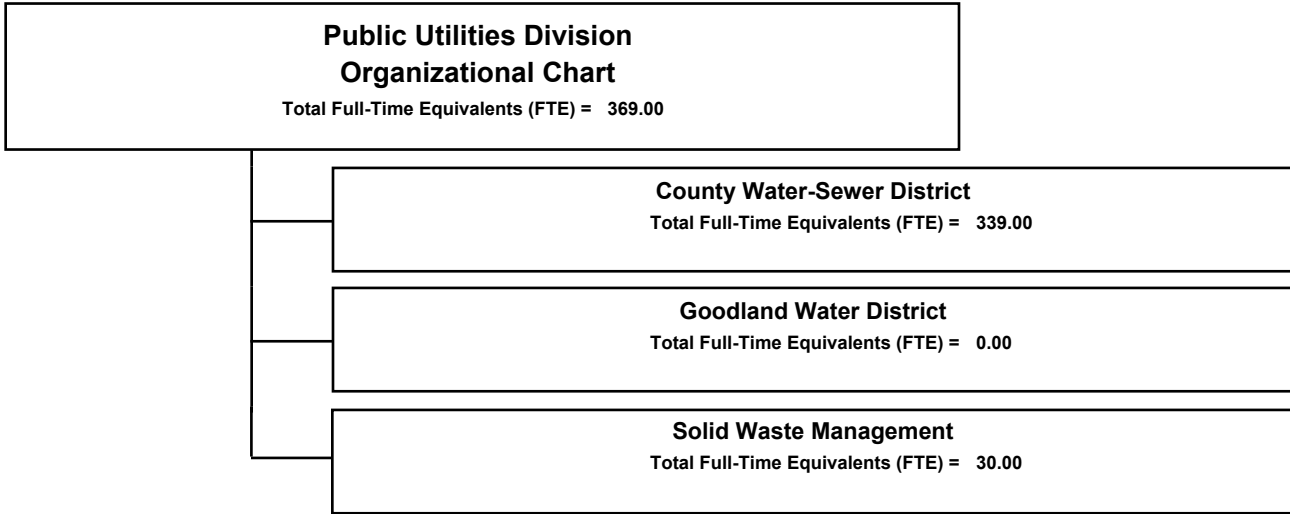 Public Utilities Division
Organizational Chart
Total Full-Time Equivalents (FTE) = 369.00
County Water-Sewer District
Total Full-Time Equivalents (FTE) = 339.00
Goodland Water District
Total Full-Time Equivalents (FTE) = 0.00
Solid Waste Management
Total Full-Time Equivalents (FTE) = 30.00